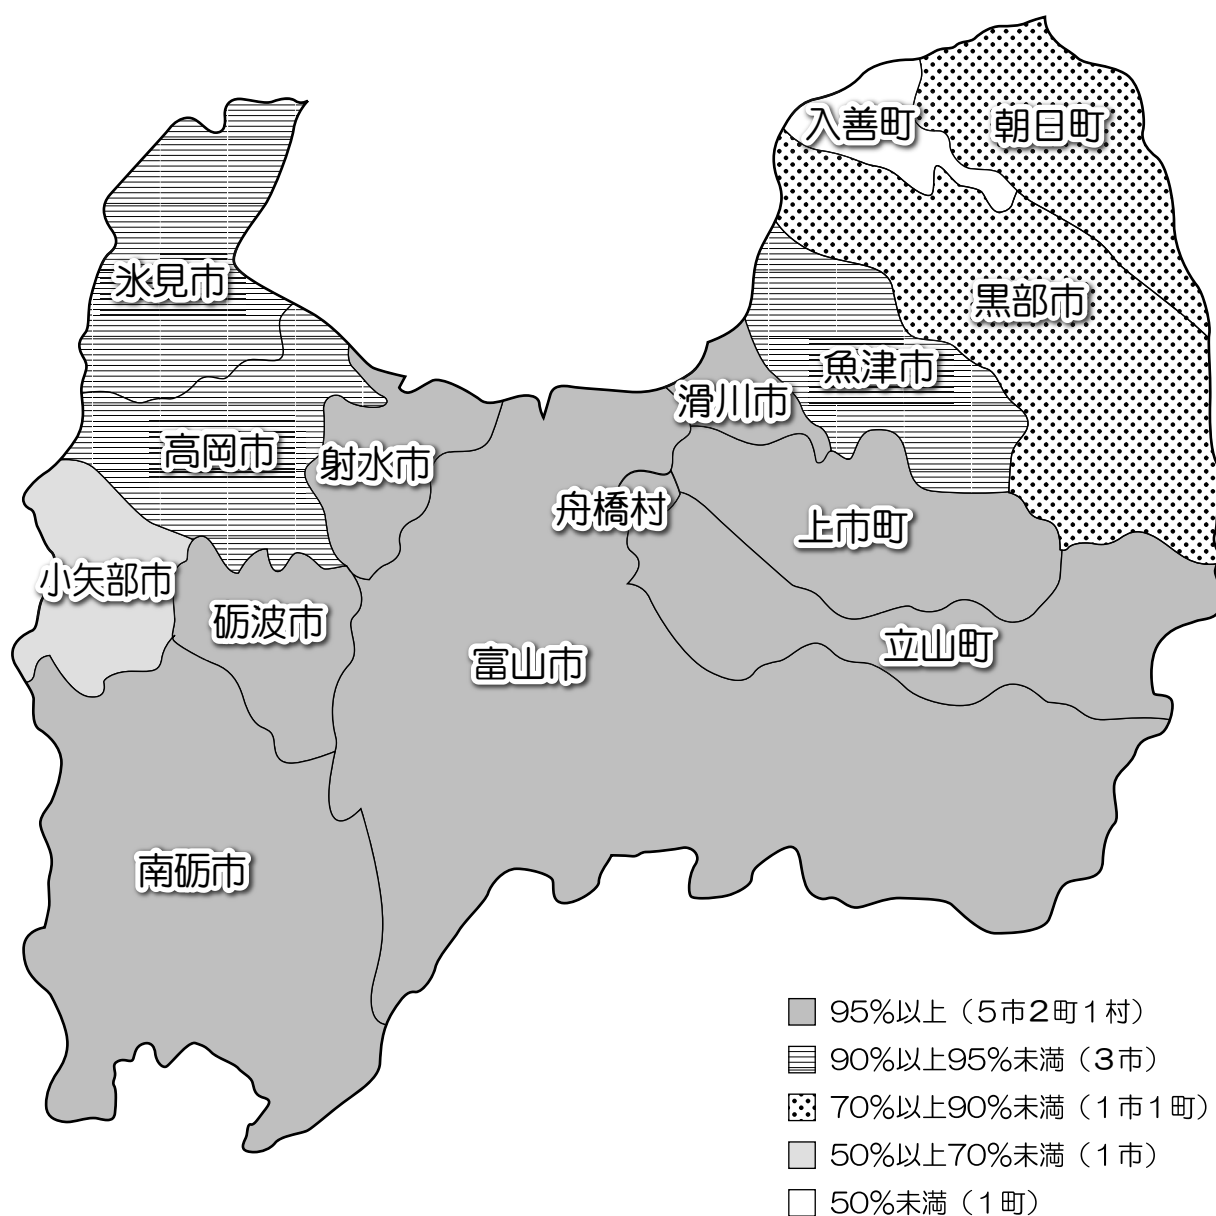 入善町
朝日町
氷見市
黒部市
魚津市
滑川市
高岡市
射水市
舟橋村
上市町
小矢部市
砺波市
富山市
立山町
南砺市
95%以上（5市2町1村）
90%以上95%未満（3市）
70%以上90%未満（1市1町）
50%以上70%未満（1市）
50%未満（1町）